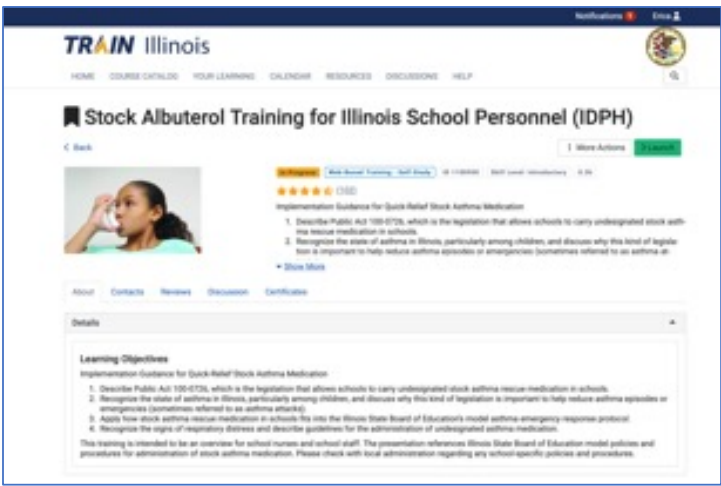 Notifications
Erica
TRAIN Illinois
HOME COURSE CATALOG YOUR LEARNING CALENDAR RESOURCES DISCUSSIONS HELP
Stock Albuterol Training for Illinois School Personnel (IDPH)
< Back
More Actions
Launch
In Progress Web-Based Training - Self-Study Skill Level: Introductory
Implementation Guidance for Quick-Relief Stock Asthma Medication
1. Describe Public Act 100-0726, which is the legislation that allows schools to carry undesignated stock asth-
ma rescue medication in schools.
2. Recognize the state of asthma in Illinois, particularly among children, and discuss why this kind of legisla-
tion is important to help reduce asthma episodes or emergencies (sometimes referred to as asthma at-
Show More
About Contacts Reviews Discussion Certificates
Details
Learning Objectives
Implementation Guidance for Quick-Relief Stock Asthma Medication
1. Describe Public Act 100-0726, which is the legislation that allows schools to carry undesignated stock asthma rescue medication in schools.
2. Recognize the state of asthma in Illinois, particularly among children, and discuss why this kind of legislation is important to help reduce asthma episodes or
emergencies (sometimes referred to as asthma attacks).
3. Apply how stock asthma rescue medication in schools fits into the Illinois State Board of Education's model asthma emergency response protocol
4. Recognize the signs of respiratory distress and describe guidelines for the administration of undesignated asthma medication.
This training is intended to be an overview for school nurses and school staff. The presentation references Illinois State Board of Education model policies and
procedures for administration of stock asthma medication. Please check with local administration regarding any school-specific policies and procedures.